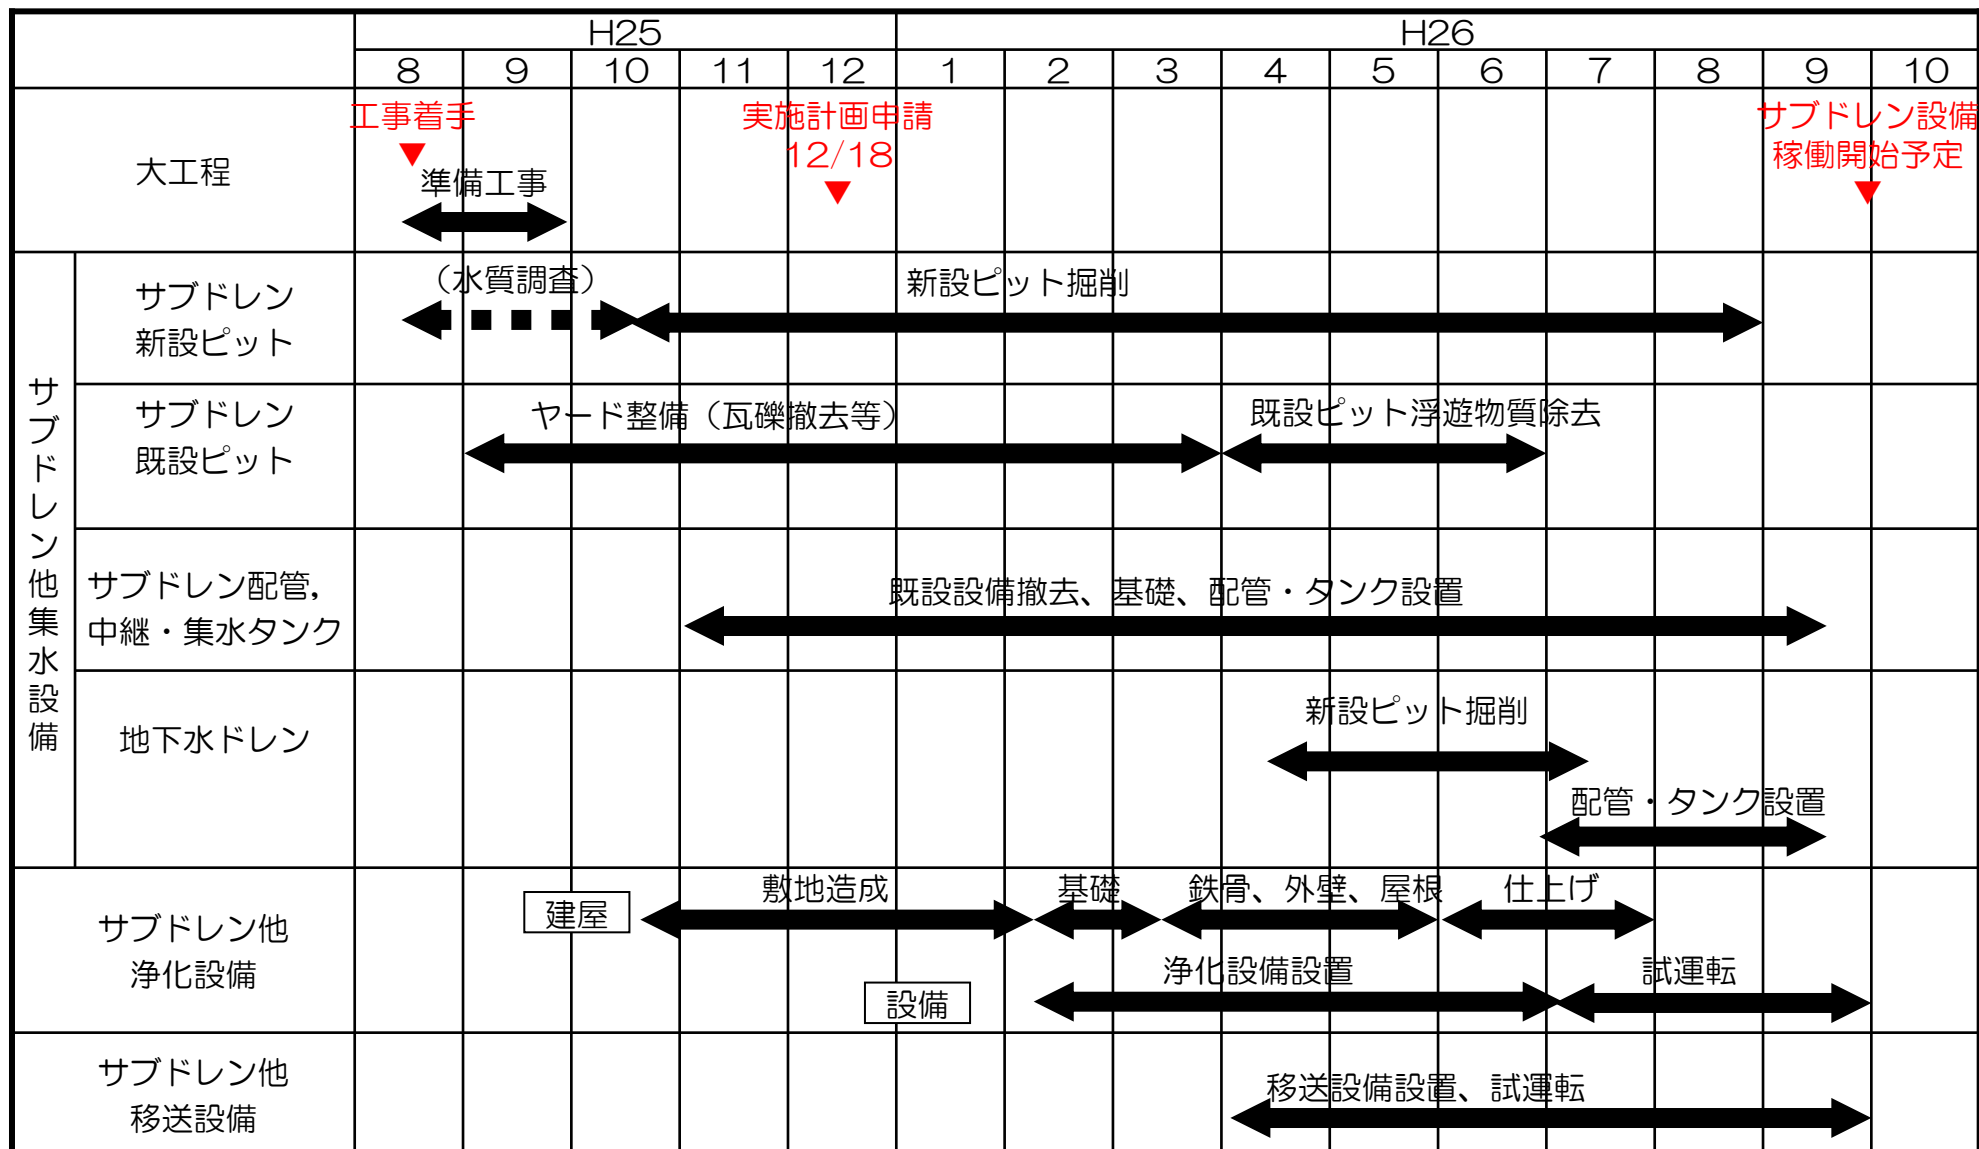 H25
H26
8 9 10 11 12 1 2 3 4 5 6 7 8 9 10
大工程
工事着手
準備工事
実施計画申請
12/18
サブドレン設備
稼働開始予定
サブドレン他集水設備
サブドレン
新設ピット
（水質調査）
新設ピット掘削
サブドレン
既設ピット
ヤード整備（瓦礫撤去等）
既設ピット浮遊物質除去
サブドレン配管,
中継・集水タンク
既設設備撤去、基礎、配管・タンク設置
地下水ドレン
新設ピット掘削
配管・タンク設置
サブドレン他
浄化設備
建屋
敷地造成
基礎
鉄骨、外壁、屋根
仕上げ
設備
浄化設備設置
試運転
サブドレン他
移送設備
移送設備設置、試運転